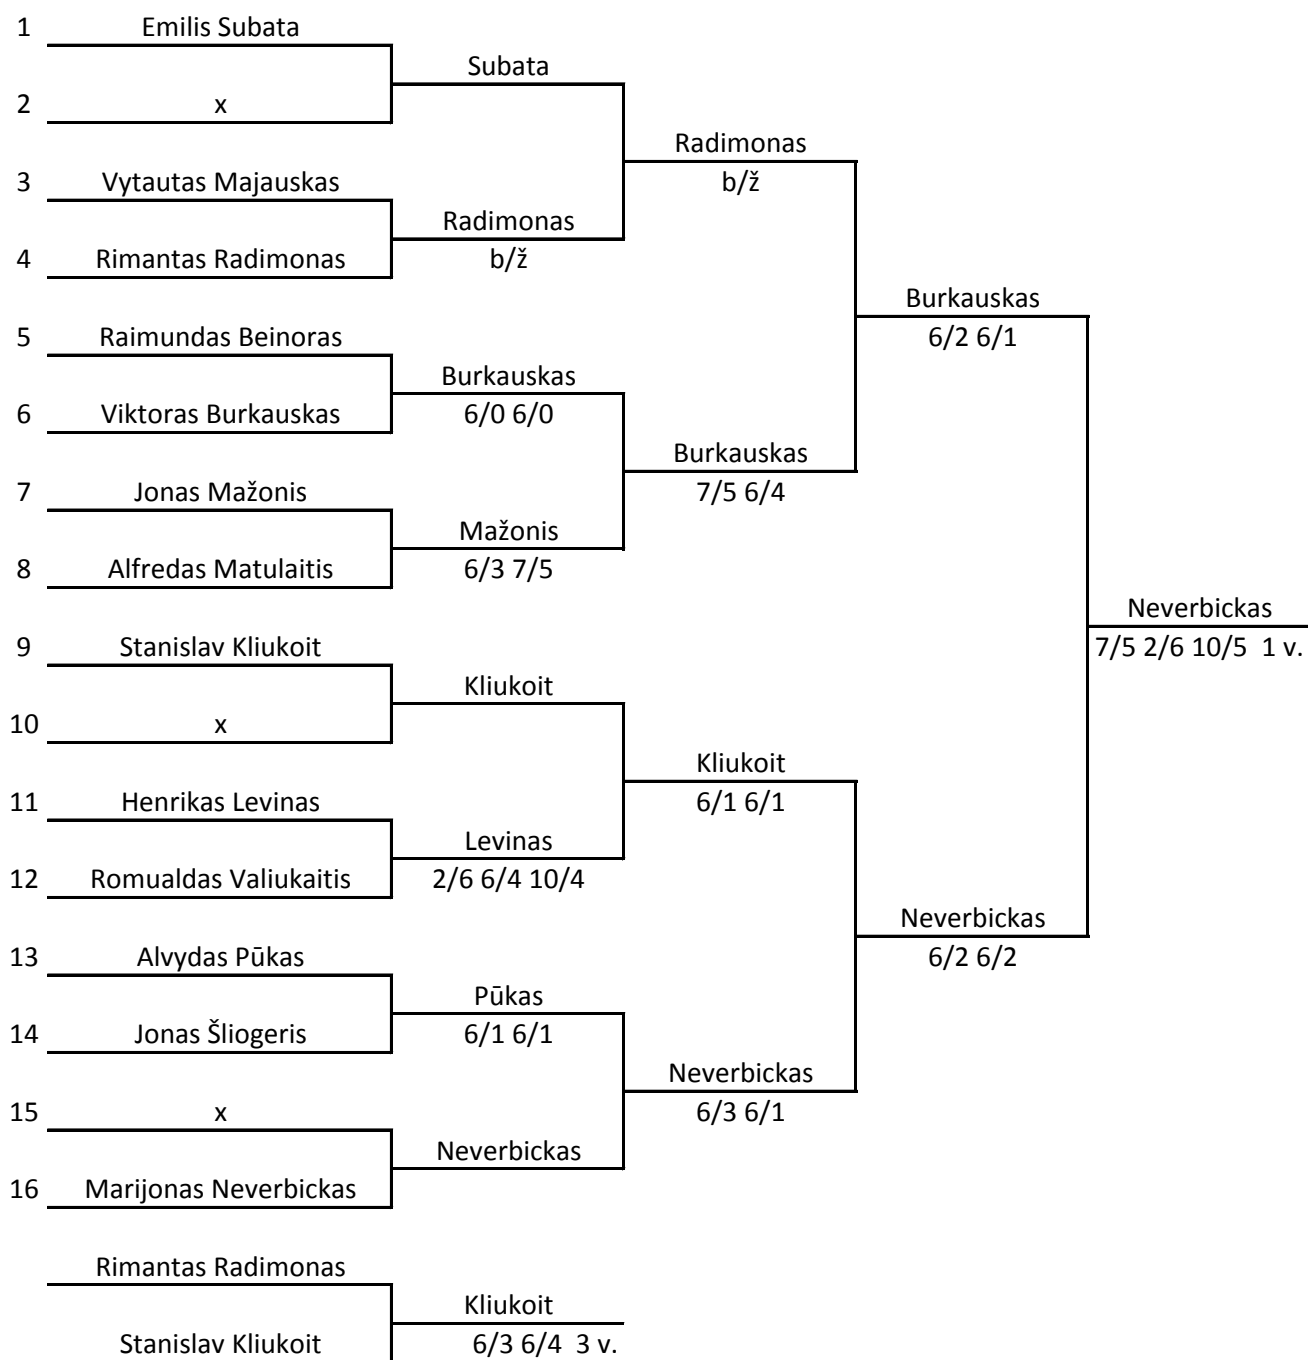 1 Emilis Subata
Subata
2 x
Radimonas
3 Vytautas Majauskas b/ž
Radimonas
4 Rimantas Radimonas b/ž
Burkauskas
5 Raimundas Beinoras 6/2 6/1
Burkauskas
6 Viktoras Burkauskas 6/0 6/0
Burkauskas
7 Jonas Mažonis 7/5 6/4
Mažonis
8 Alfredas Matulaitis 6/3 7/5
Neverbickas
9 Stanislav Kliukoit 7/5 2/6 10/5 1 v.
Kliukoit
10 x
Kliukoit
11 Henrikas Levinas 6/1 6/1
Levinas
12 Romualdas Valiukaitis 2/6 6/4 10/4
Neverbickas
13 Alvydas Pūkas 6/2 6/2
Pūkas
14 Jonas Šliogeris 6/1 6/1
Neverbickas
15 x 6/3 6/1
Neverbickas
16 Marijonas Neverbickas
Rimantas Radimonas
Kliukoit
Stanislav Kliukoit 6/3 6/4 3 v.